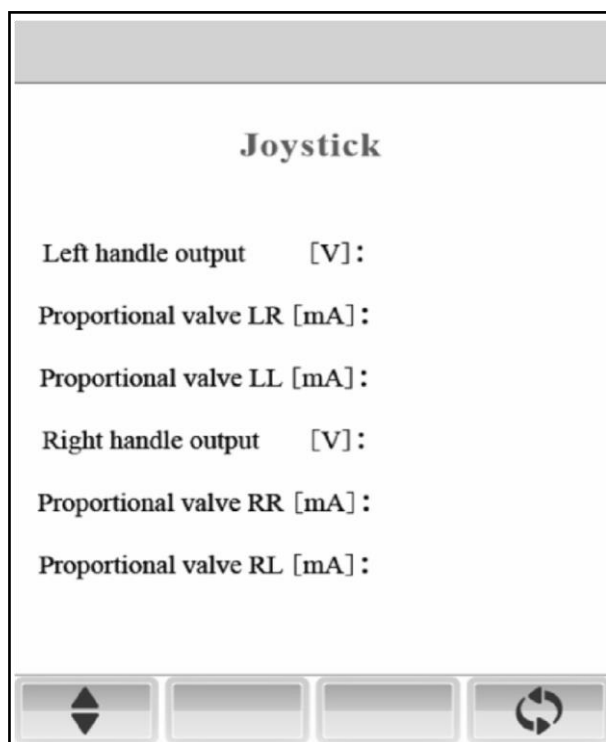 Joystick
Left handle output [V]:
Proportional valve LR [mA]:
Proportional valve LL [mA]:
Right handle output [V]:
Proportional valve RR [mA]:
Proportional valve RL [mA]: